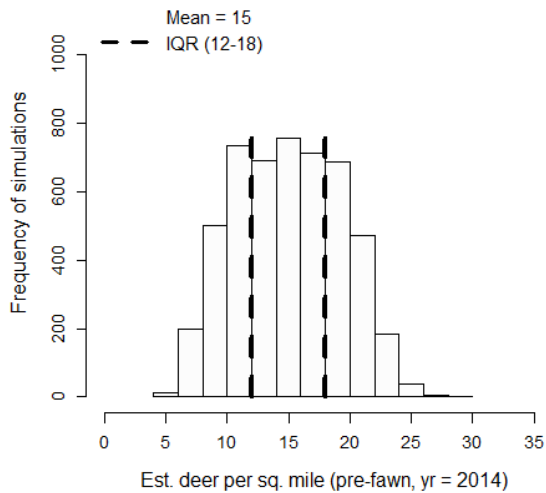 Mean = 15
IQR (12-18)
Frequency of simulations
1000
800
600
400
200
0
0 5 10 15 20 25 30 35
Est. deer per sq. mile (pre-fawn, yr = 2014)